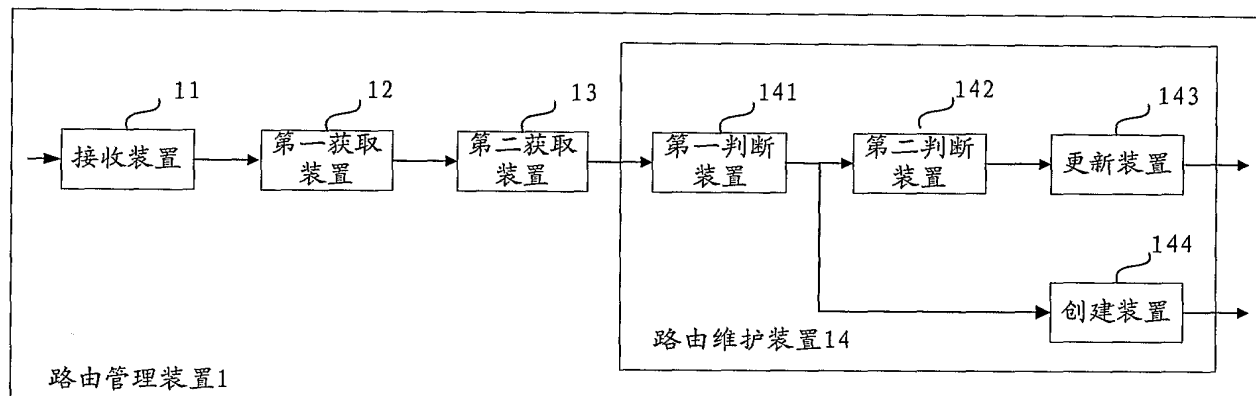 11
12
13
141
142
143
接收装置
第一获取
装置
第二获取
装置
第一判断
装置
第二判断
装置
更新装置
144
创建装置
路由维护装置14
路由管理装置1